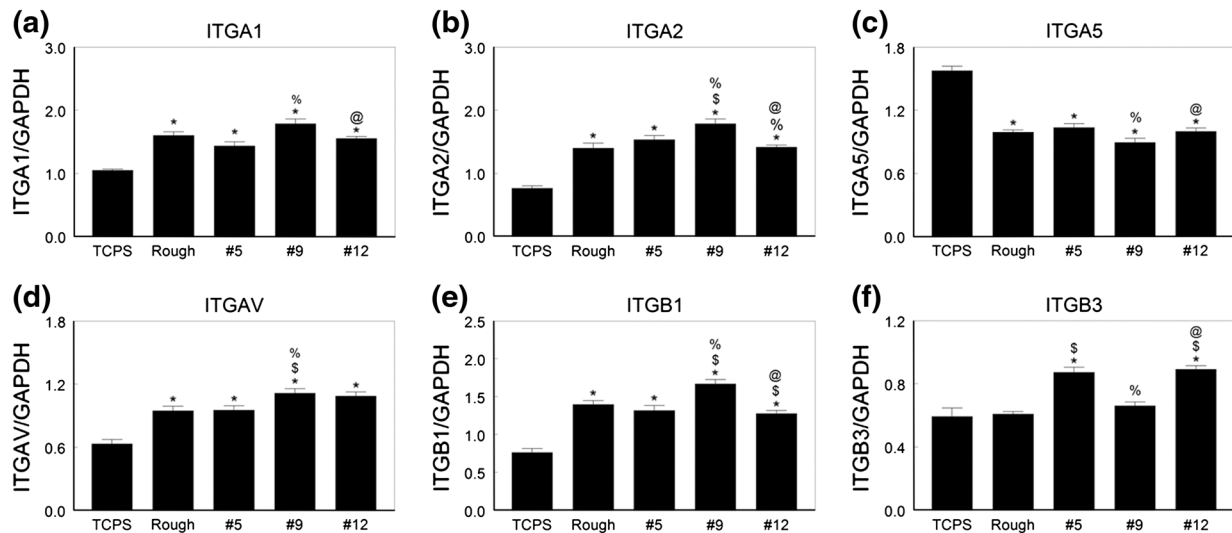 (a)
ITGA1
ITGA1/GAPDH
3.0
2.0
1.0
0.0
*
*
%
*
@
*
TCPS Rough #5 #9 #12
(b)
ITGA2
ITGA2/GAPDH
3.0
2.0
1.0
0.0
*
*
%
$
*
@
%
*
TCPS Rough #5 #9 #12
(c)
ITGA5
ITGA5/GAPDH
1.8
1.2
0.6
0.0
*
*
%
*
@
*
TCPS Rough #5 #9 #12
(d)
ITGAV
ITGAV/GAPDH
1.8
1.2
0.6
0.0
*
*
%
$
*
*
TCPS Rough #5 #9 #12
(e)
ITGB1
ITGB1/GAPDH
2.5
2.0
1.5
1.0
0.5
0.0
*
*
%
$
*
@
$
*
TCPS Rough #5 #9 #12
(f)
ITGB3
ITGB3/GAPDH
1.2
0.8
0.4
0.0
$
*
%
@
$
*
TCPS Rough #5 #9 #12